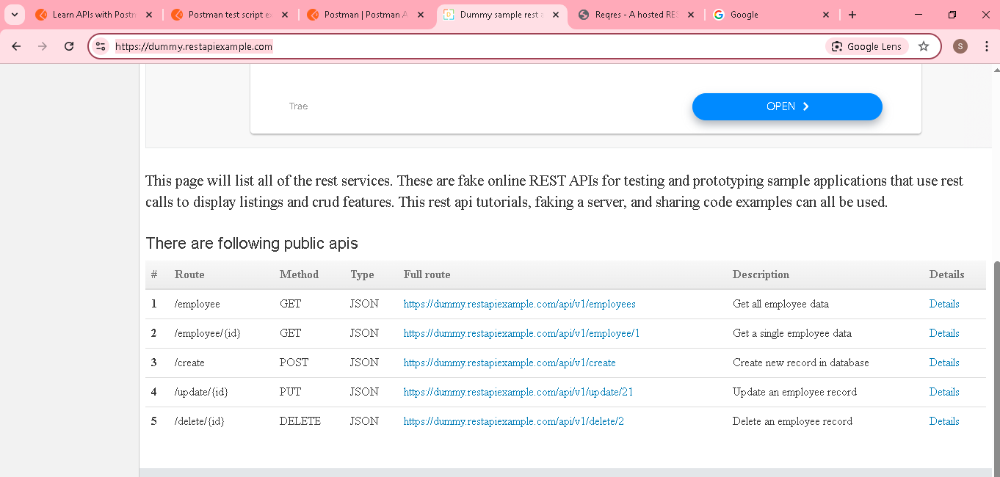 Learn APIs with Postm
Postman test script ex
Postman | Postman A
Dummy sample rest a
Reqres - A hosted RES
Google
https://dummy.restapiexample.com
Google Lens
S
Trae
OPEN
This page will list all of the rest services. These are fake online REST APIs for testing and prototyping sample applications that use rest
calls to display listings and crud features. This rest api tutorials, faking a server, and sharing code examples can all be used.
There are following public apis
# Route Method Type Full route Description Details
1 /employee GET JSON https://dummy.restapiexample.com/api/v1/employees Get all employee data Details
2 /employee/{id} GET JSON https://dummy.restapiexample.com/api/v1/employee/1 Get a single employee data Details
3 /create POST JSON https://dummy.restapiexample.com/api/v1/create Create new record in database Details
4 /update/{id} PUT JSON https://dummy.restapiexample.com/api/v1/update/21 Update an employee record Details
5 /delete/{id} DELETE JSON https://dummy.restapiexample.com/api/v1/delete/2 Delete an employee record Details